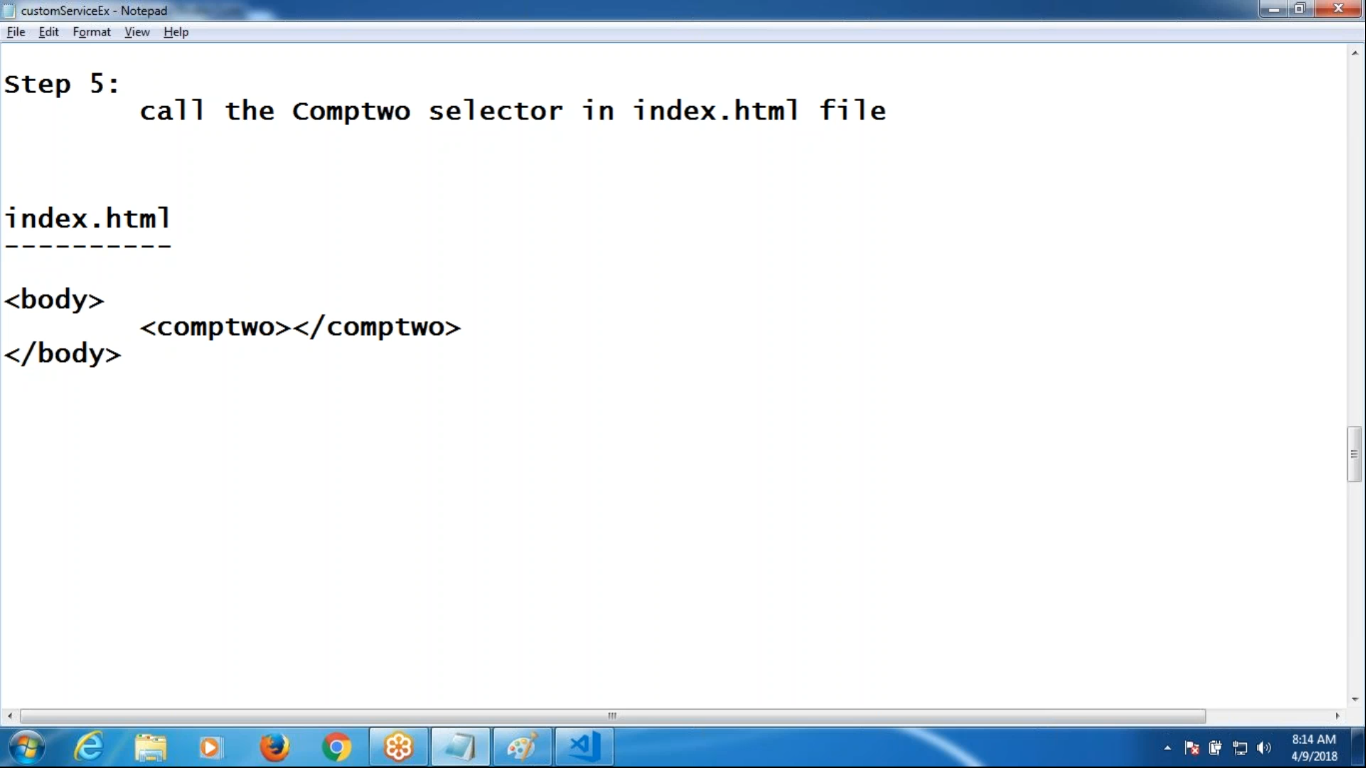 customServiceEx - Notepad
File Edit Format View Help
Step 5:
call the Comptwo selector in index.html file
index.html
----------
<body>
<comptwo></comptwo>
</body>
8:14 AM
4/9/2018